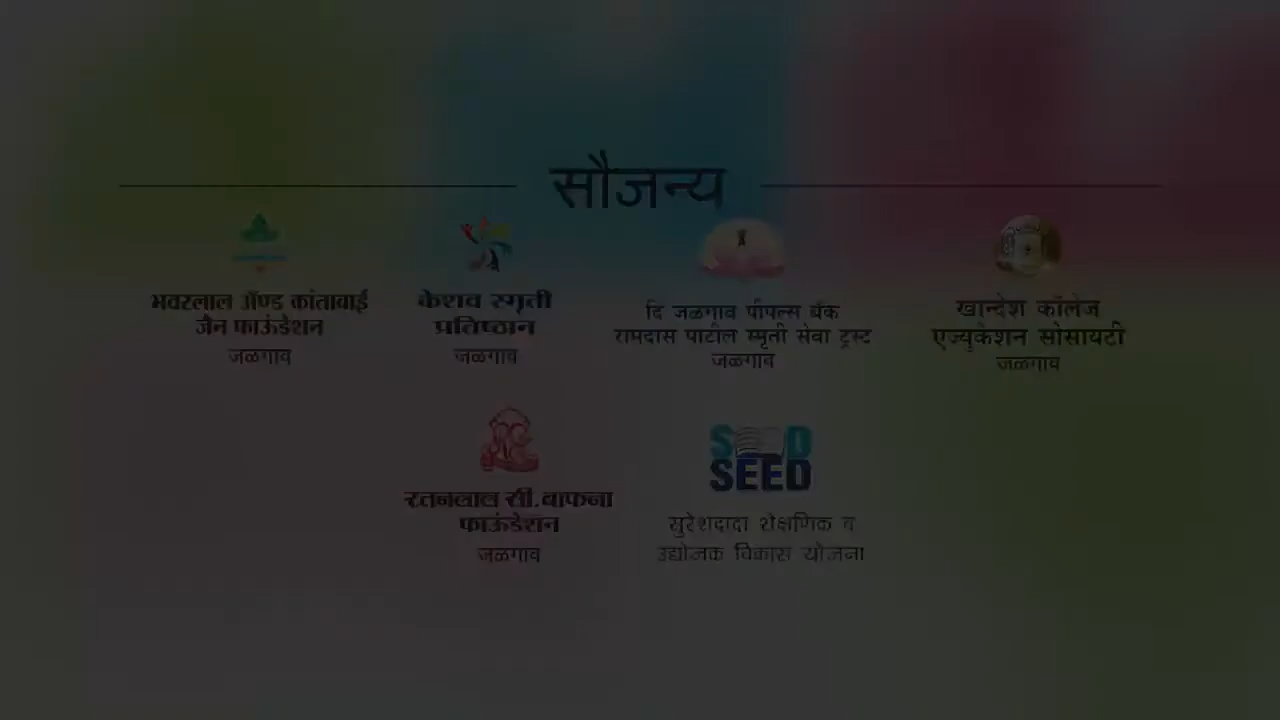 सौजन्य
भवरलाल ॲण्ड कांताबाई
जैन फाऊंडेशन
जळगाव
केशव स्मृती
प्रतिष्ठान
जळगाव
दि जळगाव पीपल्स बँक
रामदास पाटील स्मृती सेवा ट्रस्ट
जळगाव
खान्देश कॉलेज
एज्युकेशन सोसायटी
जळगाव
रतनलाल सी. बाफना
फाऊंडेशन
जळगाव
SEED
सुरेशदादा शैक्षणिक व
उद्योजक विकास योजना